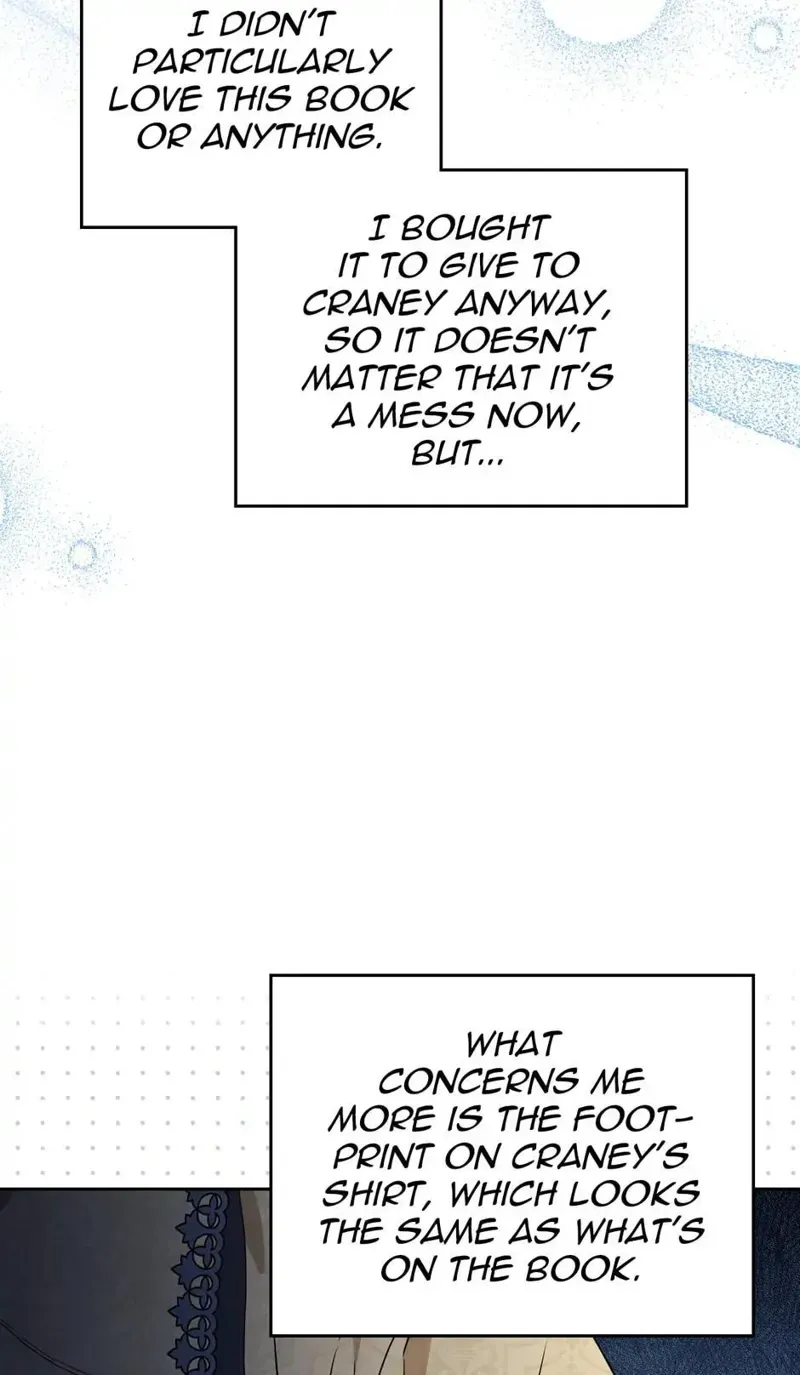 I DIDN'T
PARTICULARLY
LOVE THIS BOOK
OR ANYTHING.
I BOUGHT
IT TO GIVE TO
CRANEY ANYWAY,
SO IT DOESN'T
MATTER THAT IT'S
A MESS NOW,
BUT...
WHAT
CONCERNS ME
MORE IS THE FOOT-
PRINT ON CRANEY'S
SHIRT, WHICH LOOKS
THE SAME AS WHAT'S
ON THE BOOK.